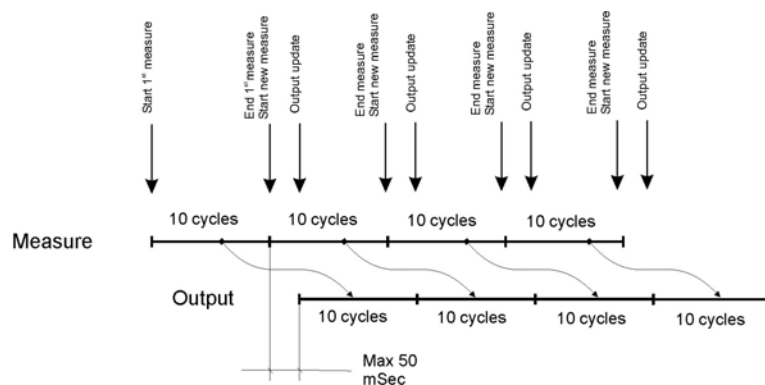 Start 1st measure
End 1st measure
Start new measure
Output update
End measure
Start new measure
Output update
End measure
Start new measure
Output update
End measure
Start new measure
Output update
Measure
10 cycles
10 cycles
10 cycles
10 cycles
Output
10 cycles
10 cycles
10 cycles
10 cycles
Max 50
mSec